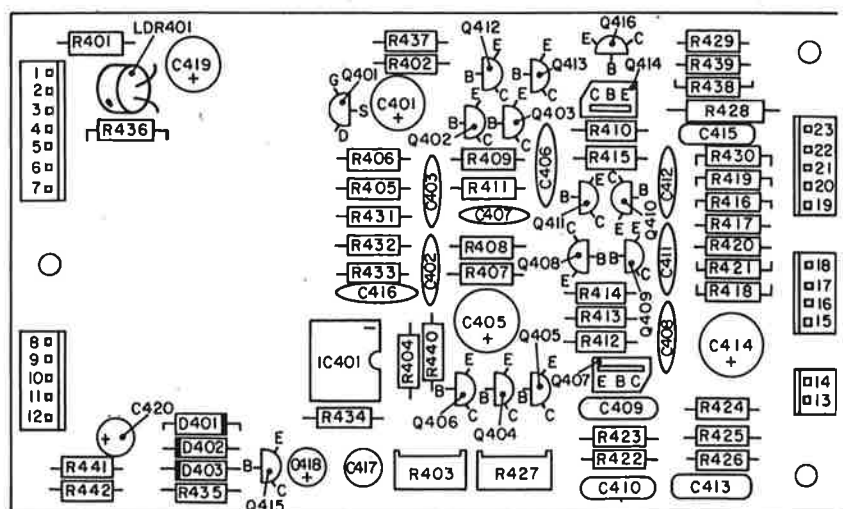 R401
LDR401
C419
R437
R402
Q412
Q416
E
C
B
R429
R439
R438
R428
C415
1
2
3
4
5
6
7
R436
G
Q401
S
D
C401
E
B
C
E
Q413
B
C
Q414
C B E
R410
R415
Q402
B
E
C
Q403
B
E
C
C406
23
22
21
20
19
R406
R405
R431
R432
R433
C416
C403
C402
R409
R411
C407
R408
R407
Q411
B
E
C
Q410
C
B
E
C412
C411
R430
R419
R416
R417
R420
R421
R418
Q408
C
B
E
Q409
E
B
C
18
17
16
15
R414
R413
R412
C408
C414
+
8
9
10
11
12
IC401
R404
R440
C405
+
Q405
E
B
C
Q407
E B C
14
13
Q406
B
E
C
Q404
B
E
C
C409
C420
+
D401
D402
D403
R435
R434
R424
R425
R426
R423
R422
R441
R442
B
E
C
Q415
C418
+
C417
R403
R427
C410
C413